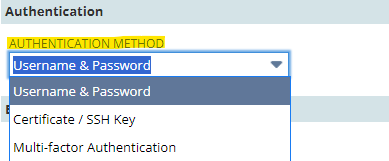 Authentication
AUTHENTICATION METHOD
Username & Password
Username & Password
Certificate / SSH Key
Multi-factor Authentication